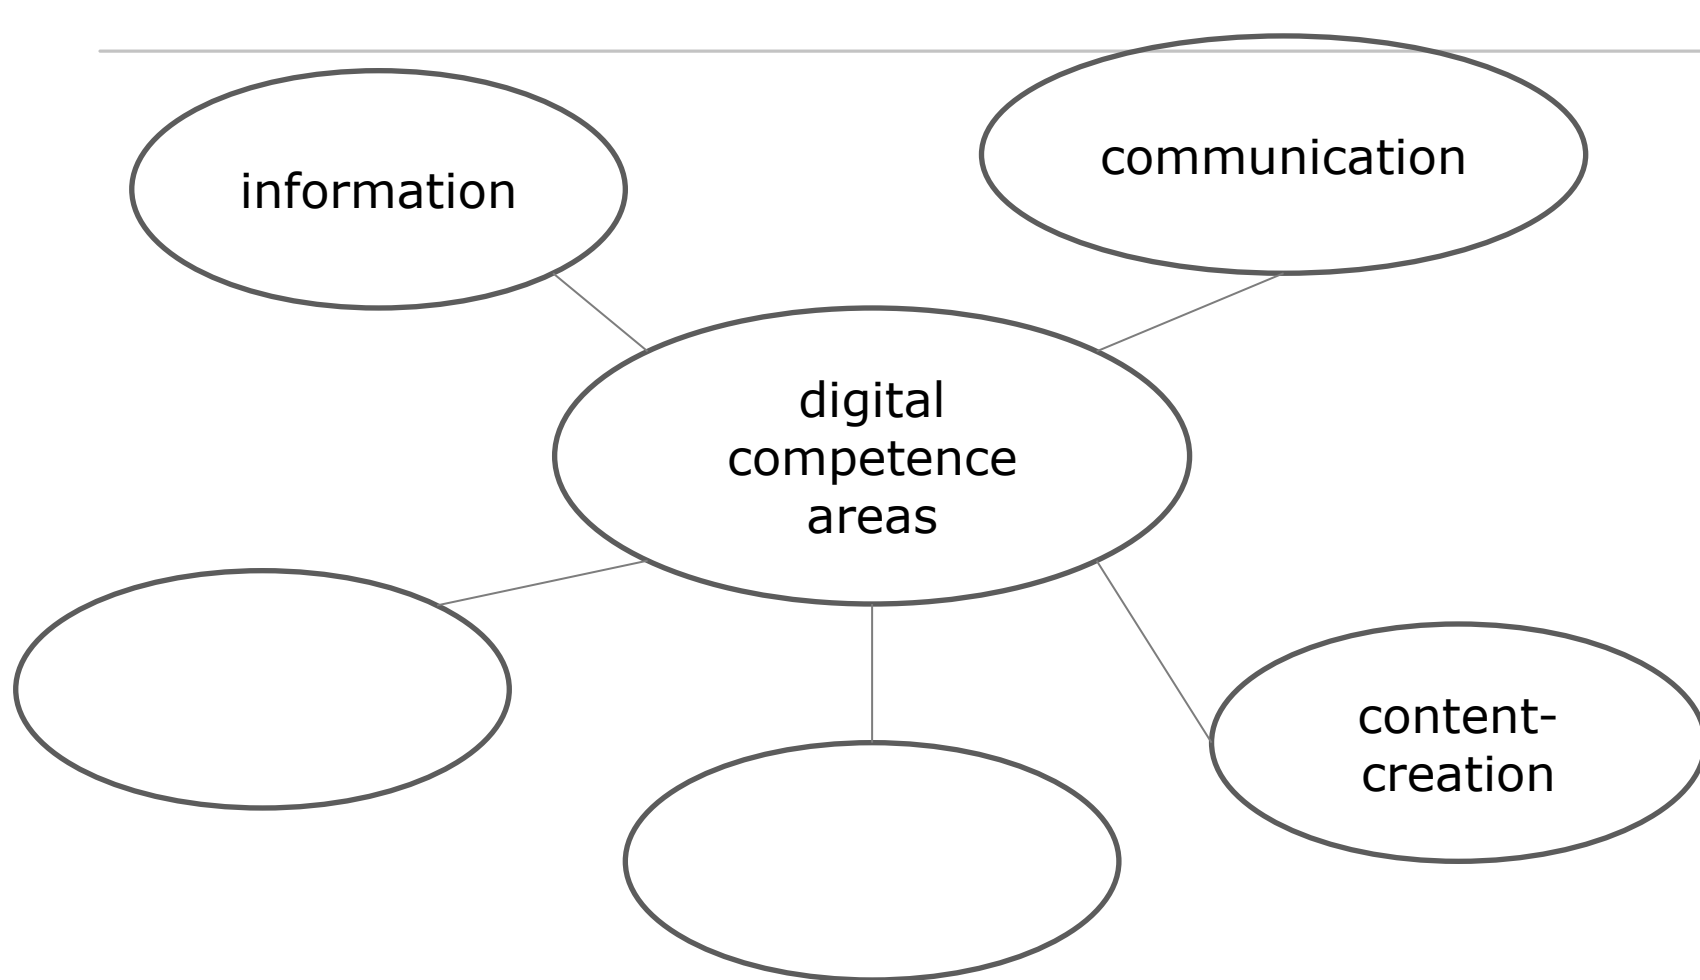 information
communication
digital
competence
areas
content-
creation